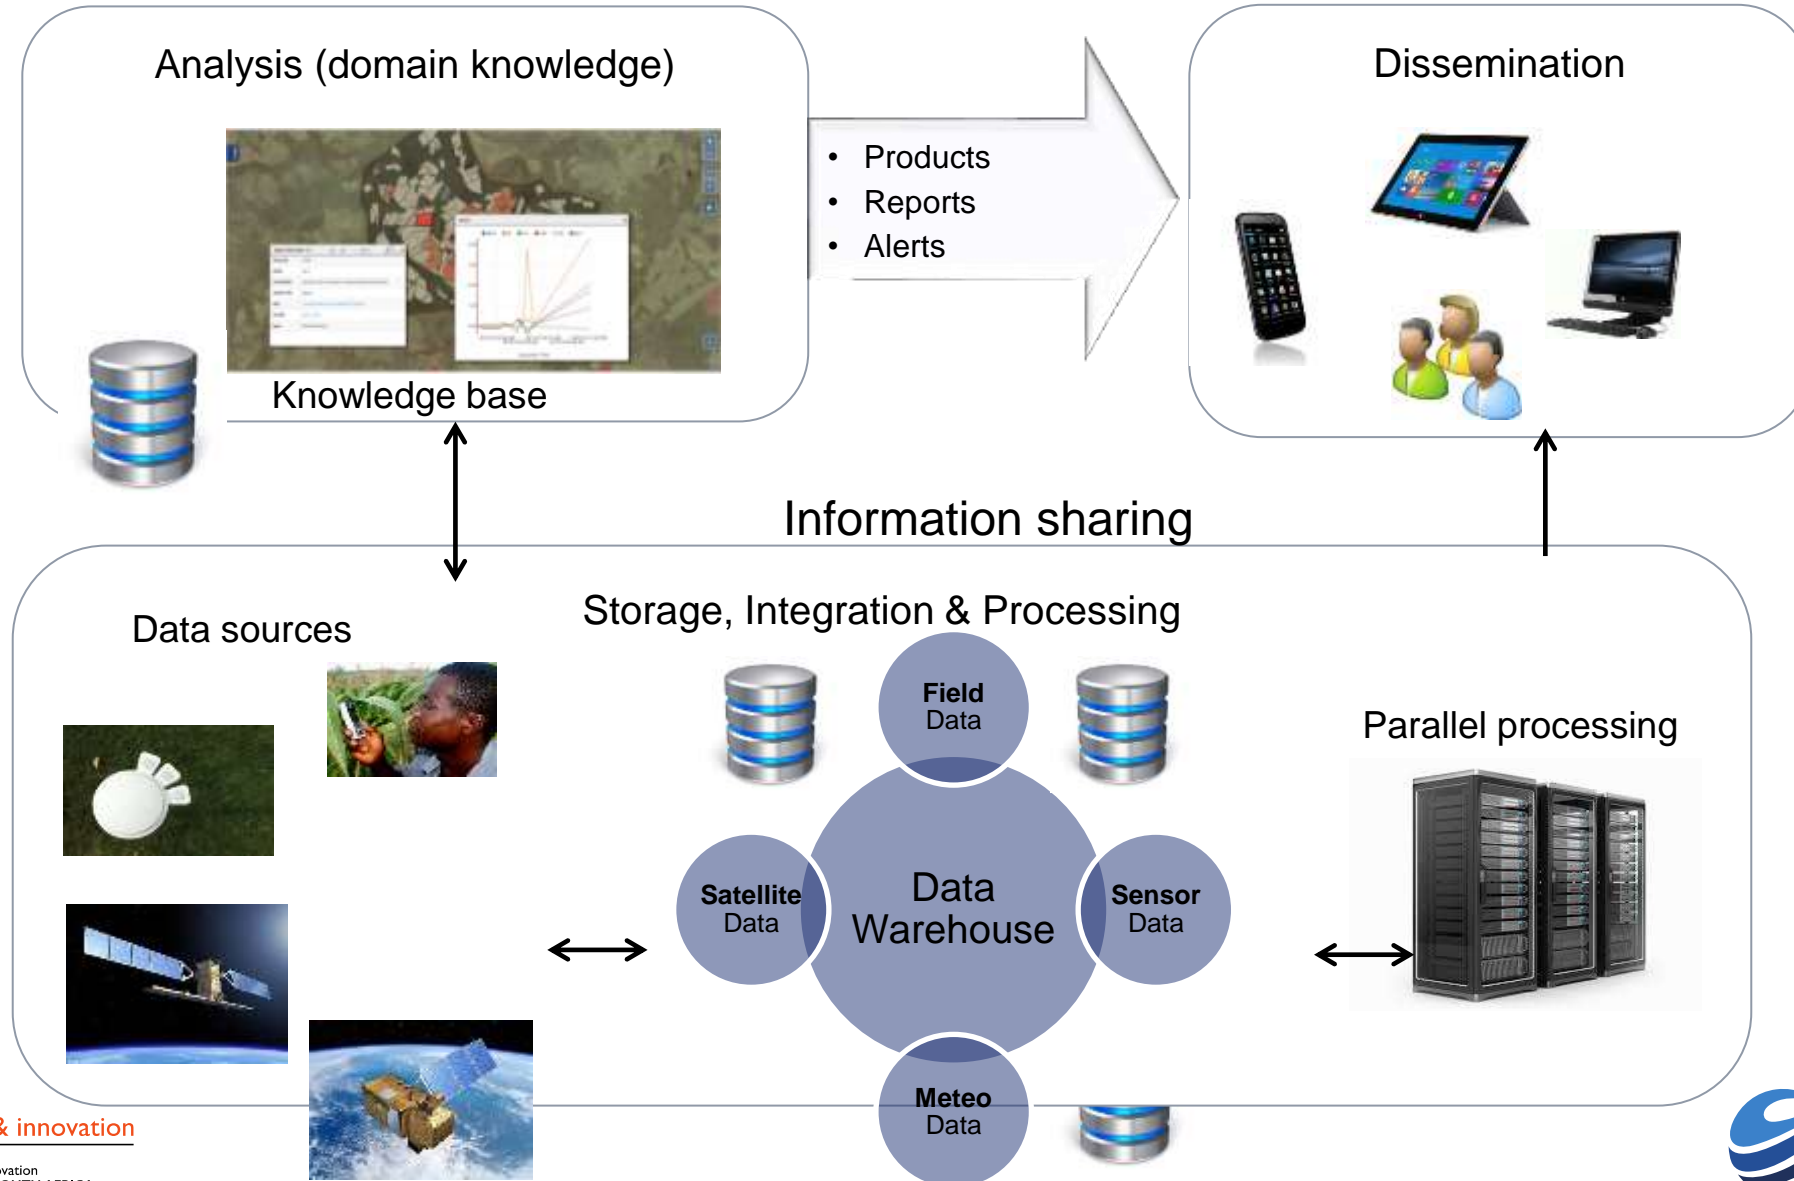 Analysis (domain knowledge)
Knowledge base
• Products
• Reports
• Alerts
Dissemination
Information sharing
Data sources
Storage, Integration & Processing
Field
Data
Satellite
Data
Data
Warehouse
Sensor
Data
Meteo
Data
Parallel processing
& innovation